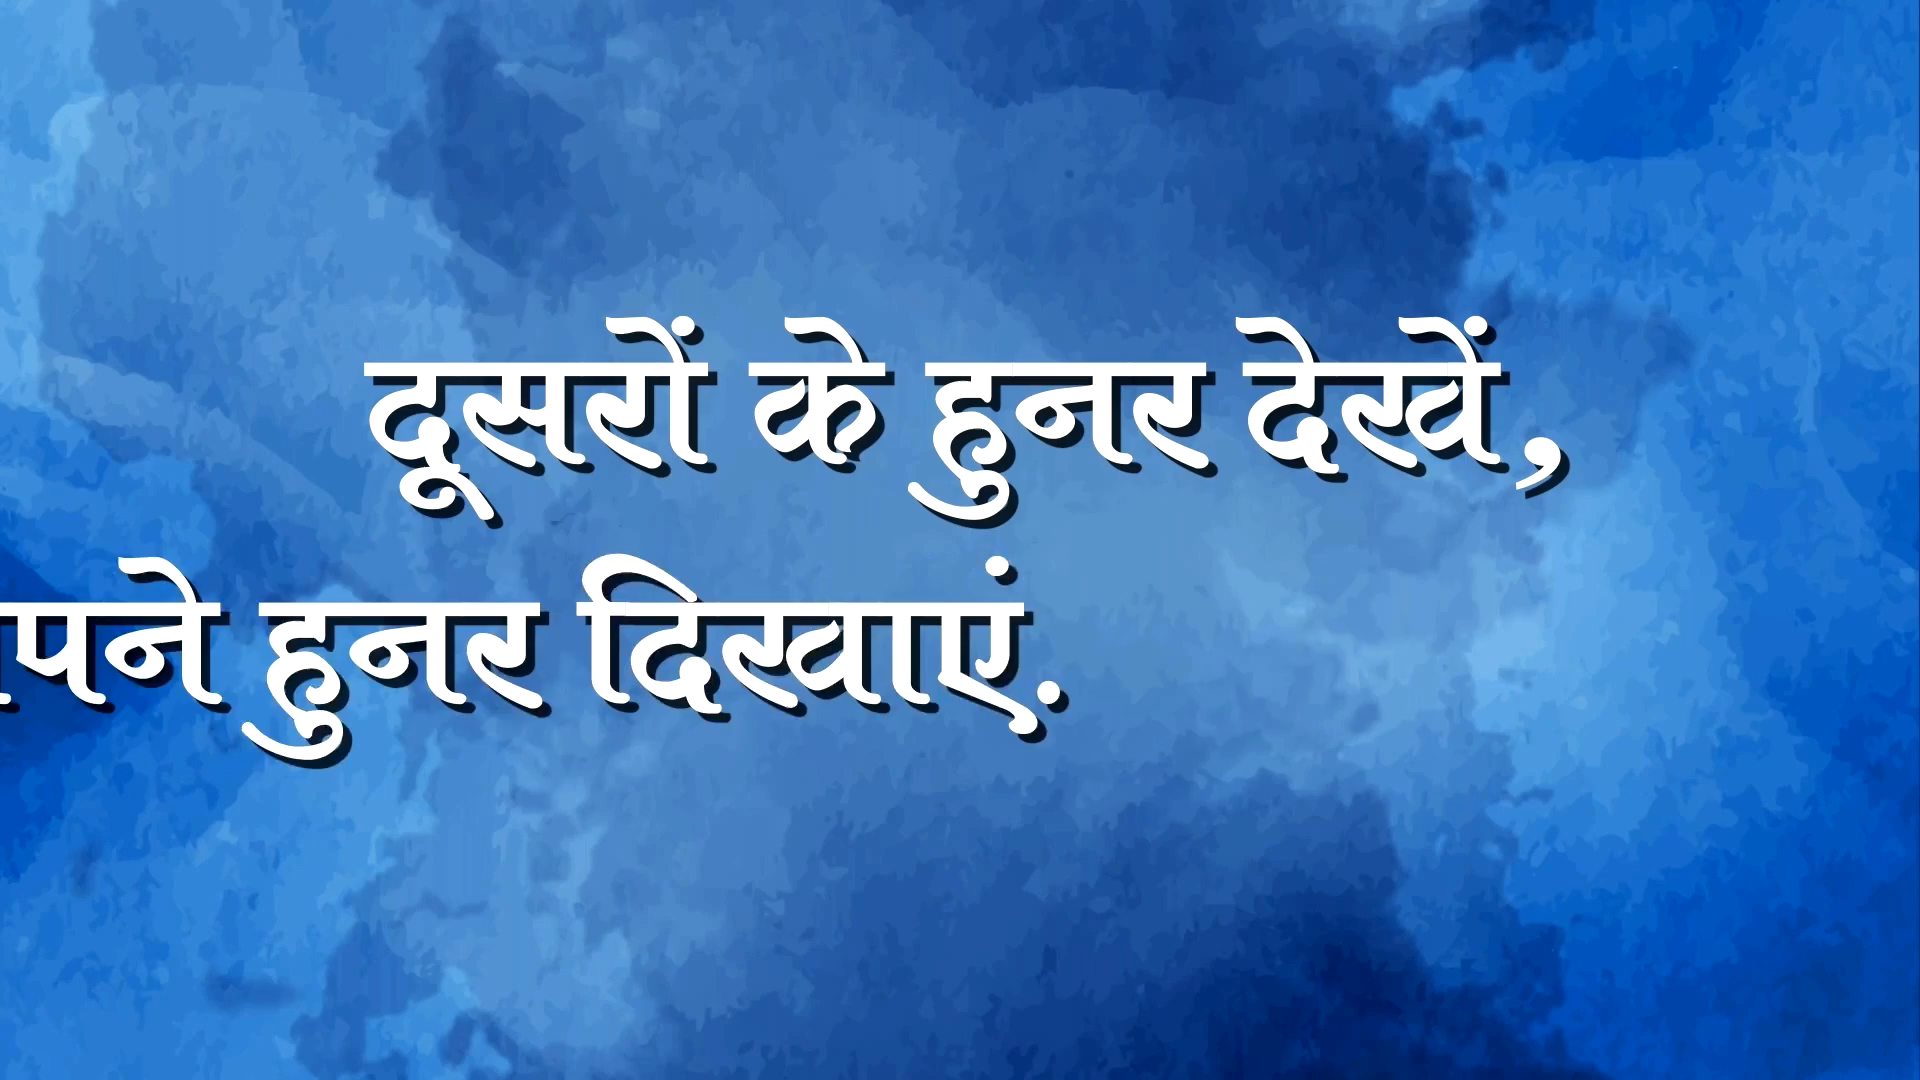 दूसरों के हुनर देखें,
पने हुनर दिखाएं.